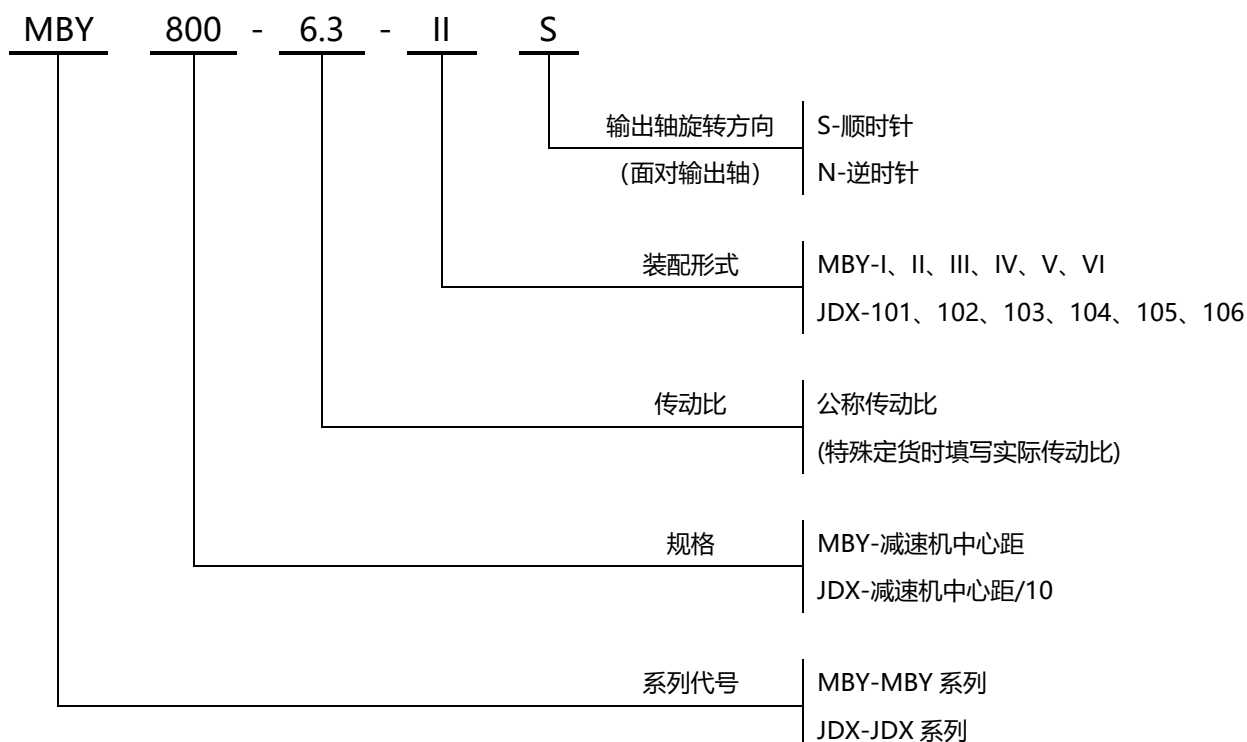 MBY 800 - 6.3 - II S
输出轴旋转方向
（面对输出轴）
S-顺时针
N-逆时针
装配形式
MBY-I、II、III、IV、V、VI
JDX-101、102、103、104、105、106
传动比
公称传动比
(特殊定货时填写实际传动比)
规格
MBY-减速机中心距
JDX-减速机中心距/10
系列代号
MBY-MBY 系列
JDX-JDX 系列